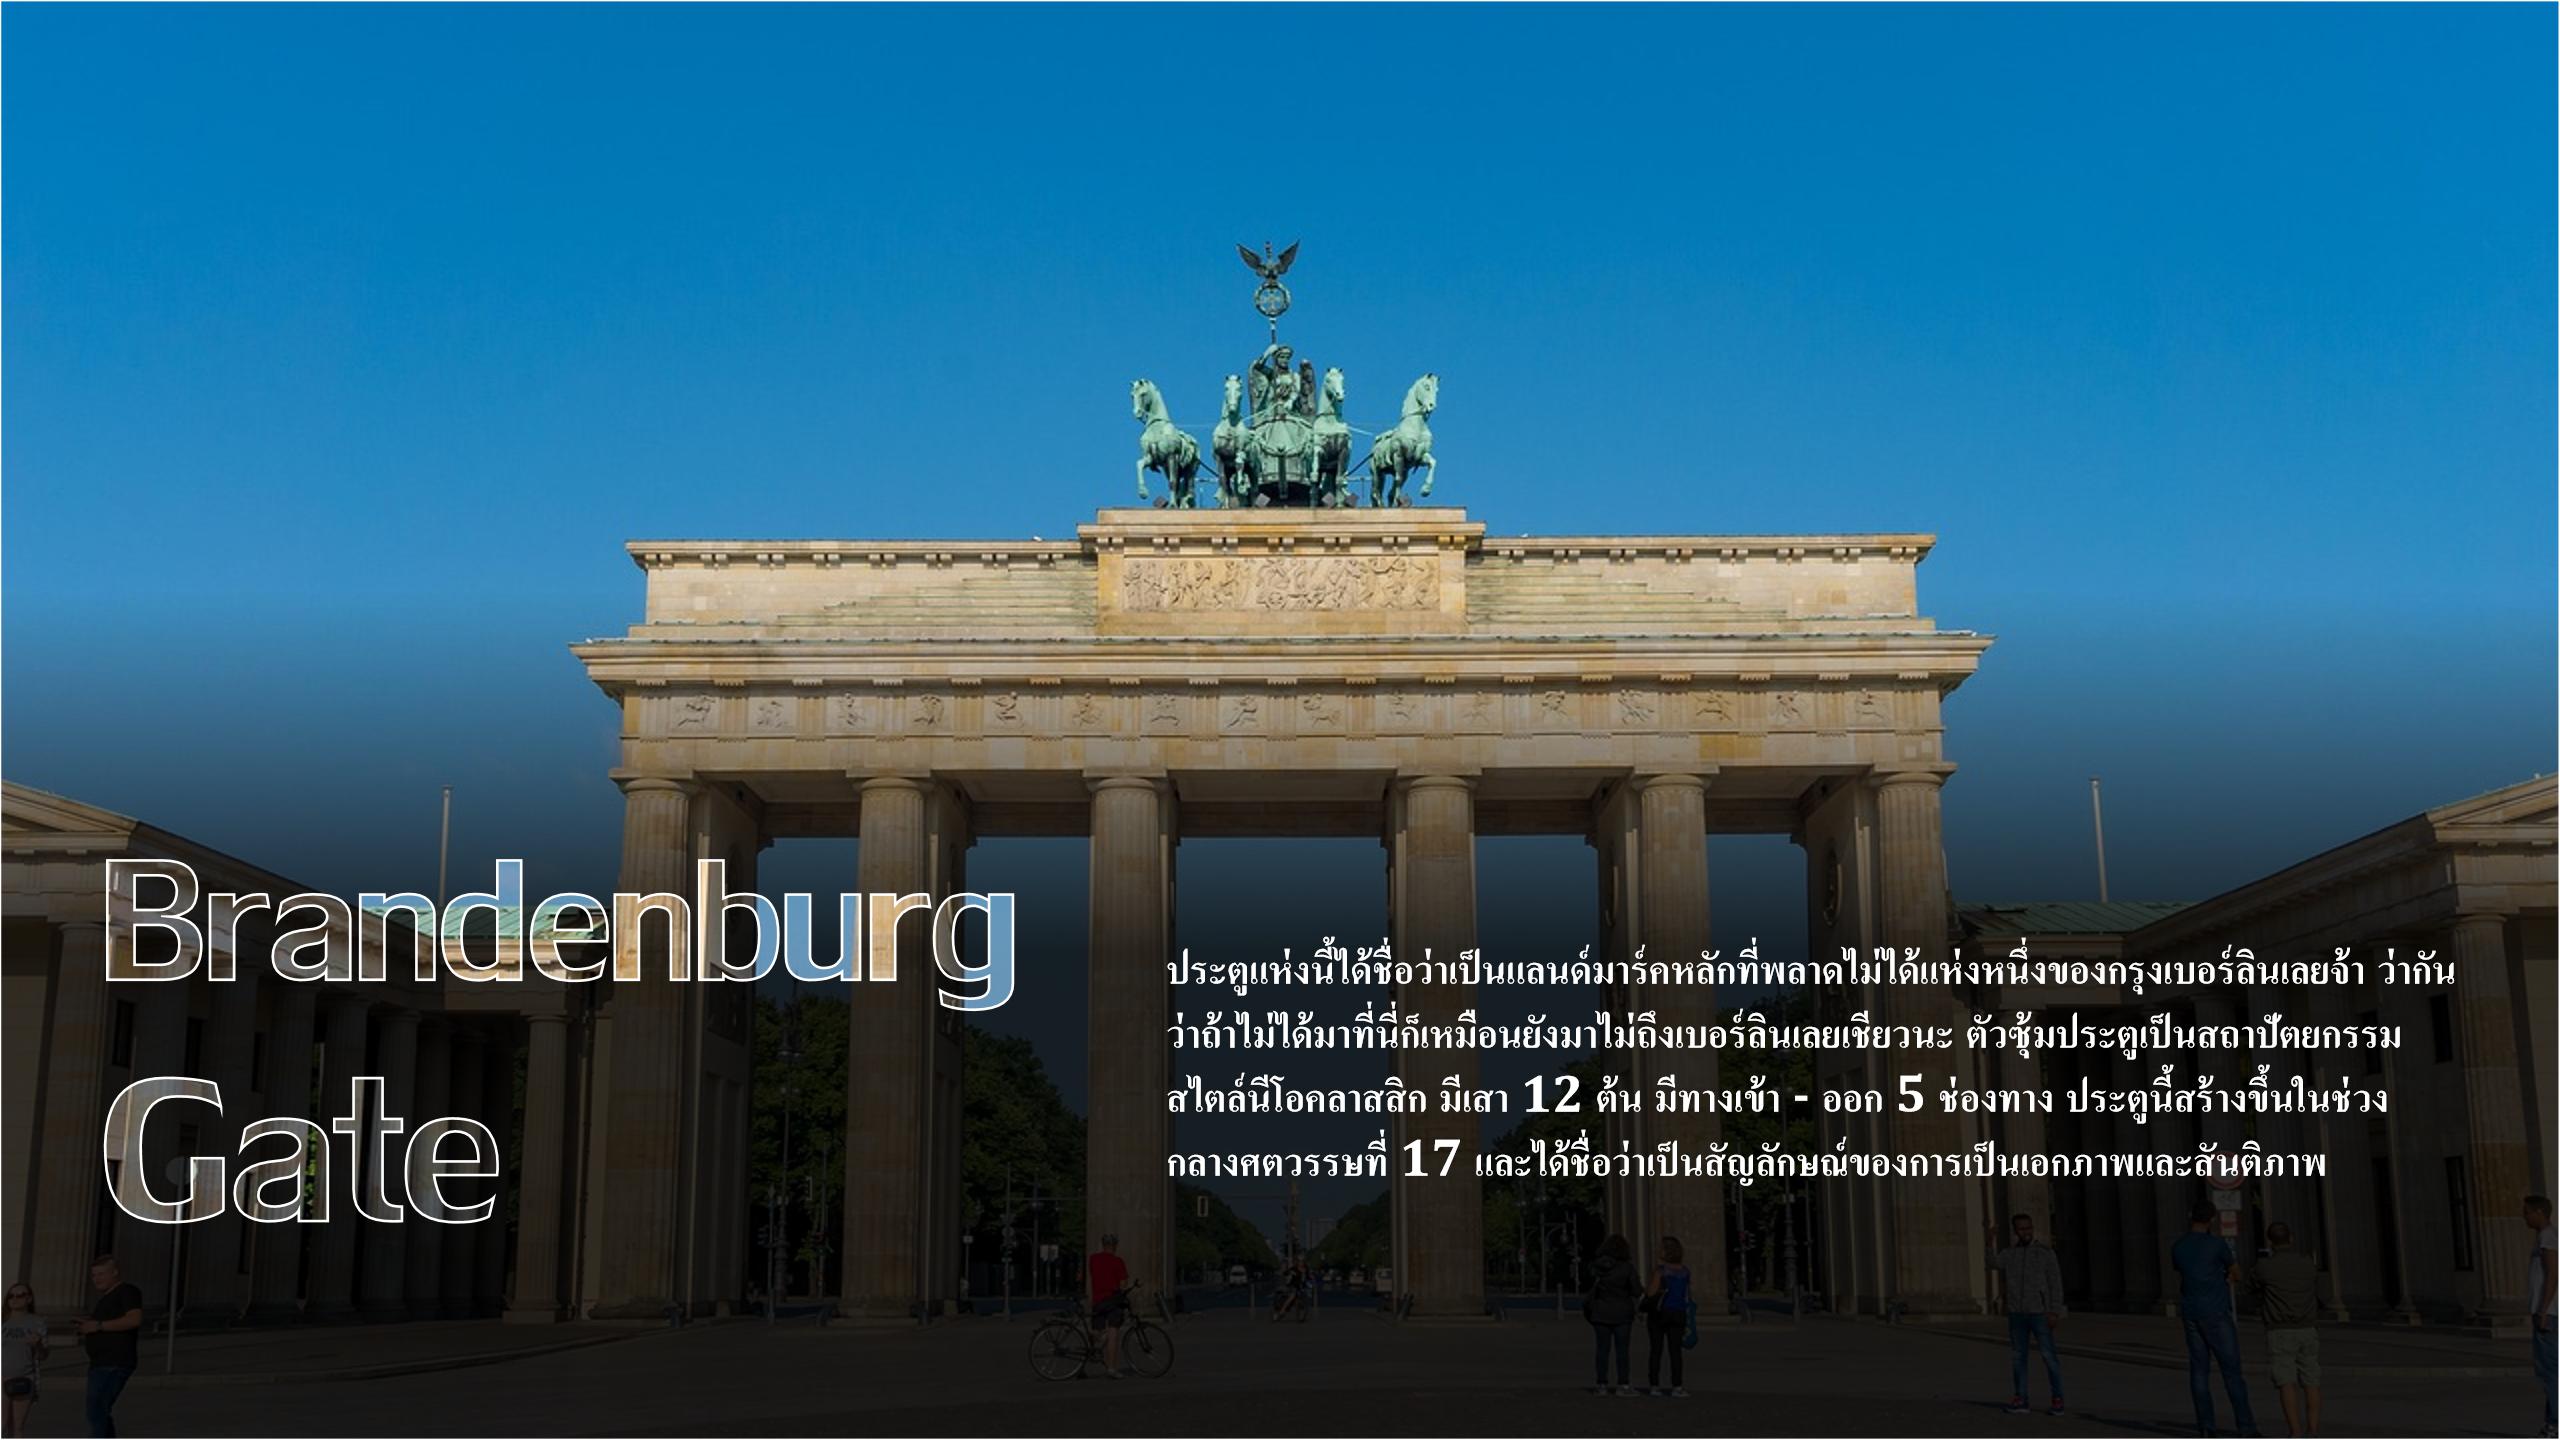 Brandenburg
Gate
ประตูแห่งนี้ได้ชื่อว่าเป็นแลนด์มาร์คหลักที่พลาดไม่ได้แห่งหนึ่งของกรุงเบอร์ลินเลยจ้า ว่ากัน
ว่าถ้าไม่ได้มาที่นี่ก็เหมือนยังมาไม่ถึงเบอร์ลินเลยเชียวนะ ตัวซุ้มประตูเป็นสถาปัตยกรรม
สไตล์นีโอคลาสสิก มีเสา 12 ต้น มีทางเข้า - ออก 5 ช่องทาง ประตูนี้สร้างขึ้นในช่วง
กลางศตวรรษที่ 17 และได้ชื่อว่าเป็นสัญลักษณ์ของการเป็นเอกภาพและสันติภาพ